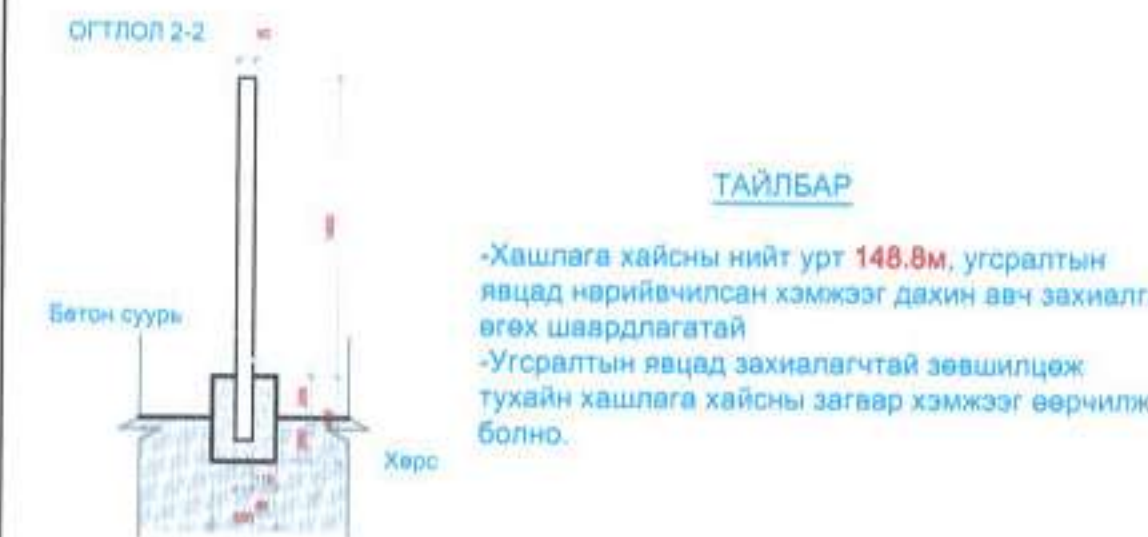 ОГТЛОЛ 2-2
ТАЙЛБАР
-Хашлага хайсны нийт урт 148.8м, угсралтын
явцад нарийвчилсан хэмжээг дахин авч захиалг
өгөх шаардлагатай
-Угсралтын явцад захиалагчтай зөвшилцөж
тухайн хашлага хайсны загвар хэмжээг өөрчилж
болно.
Бетон суурь
Хөрс